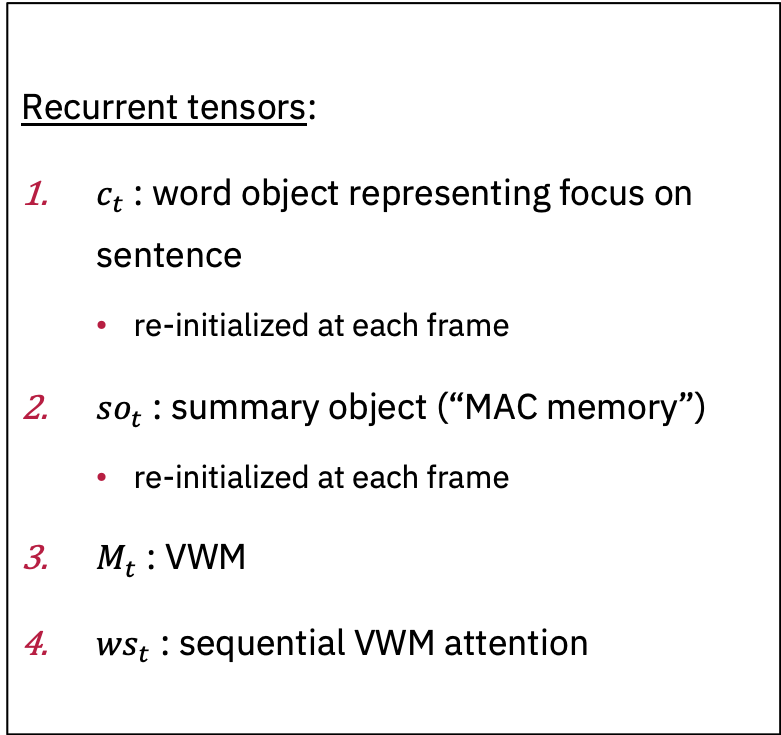 Recurrent tensors:
1. c_t : word object representing focus on
sentence
• re-initialized at each frame
2. so_t : summary object (“MAC memory”)
• re-initialized at each frame
3. M_t : VWM
4. ws_t : sequential VWM attention